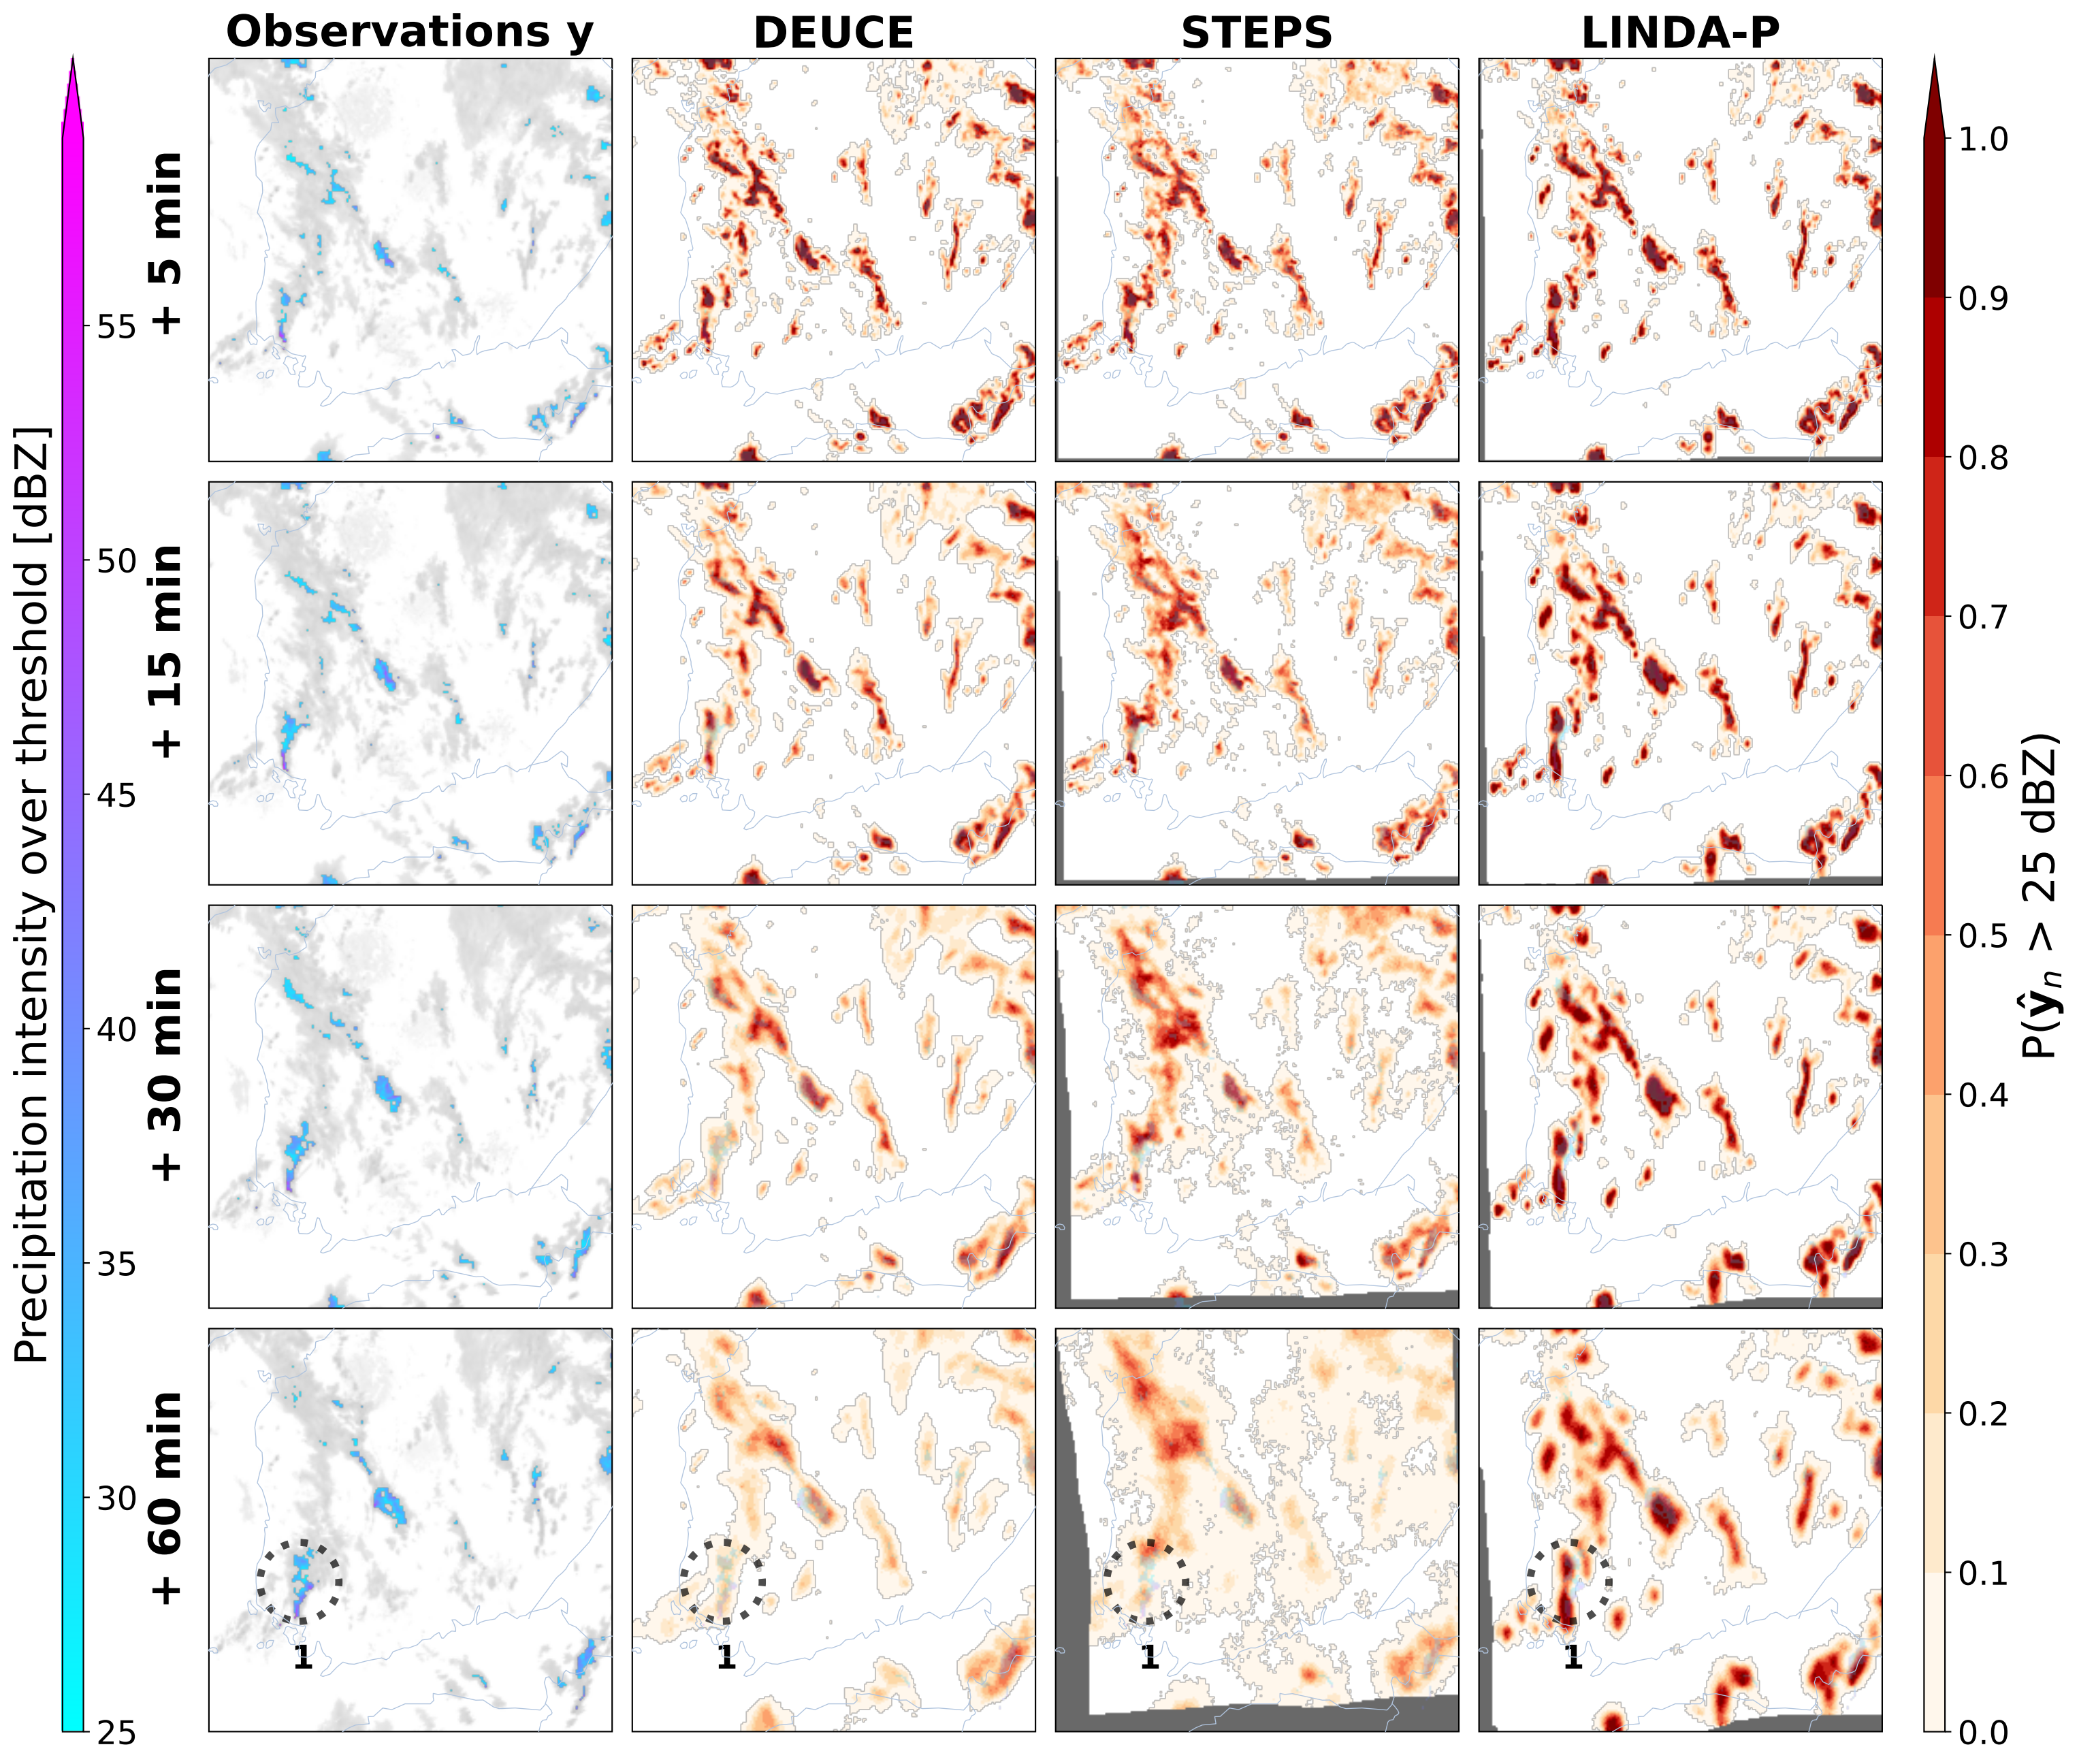 Observations y
DEUCE
STEPS
LINDA-P
Precipitation intensity over threshold [dBZ]
55
50
45
40
35
30
25
+ 5 min
+ 15 min
+ 30 min
+ 60 min
1
1
1
1
1.0
0.9
0.8
0.7
0.6
0.5
0.4
0.3
0.2
0.1
0.0
P(ŷn > 25 dBZ)